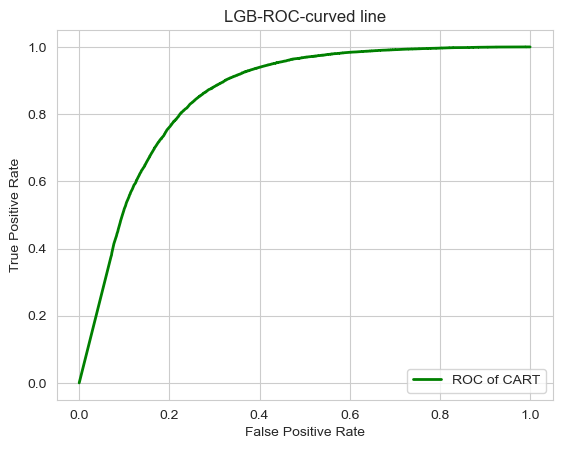 LGB-ROC-curved line
True Positive Rate
1.0
0.8
0.6
0.4
0.2
0.0
ROC of CART
0.0 0.2 0.4 0.6 0.8 1.0
False Positive Rate